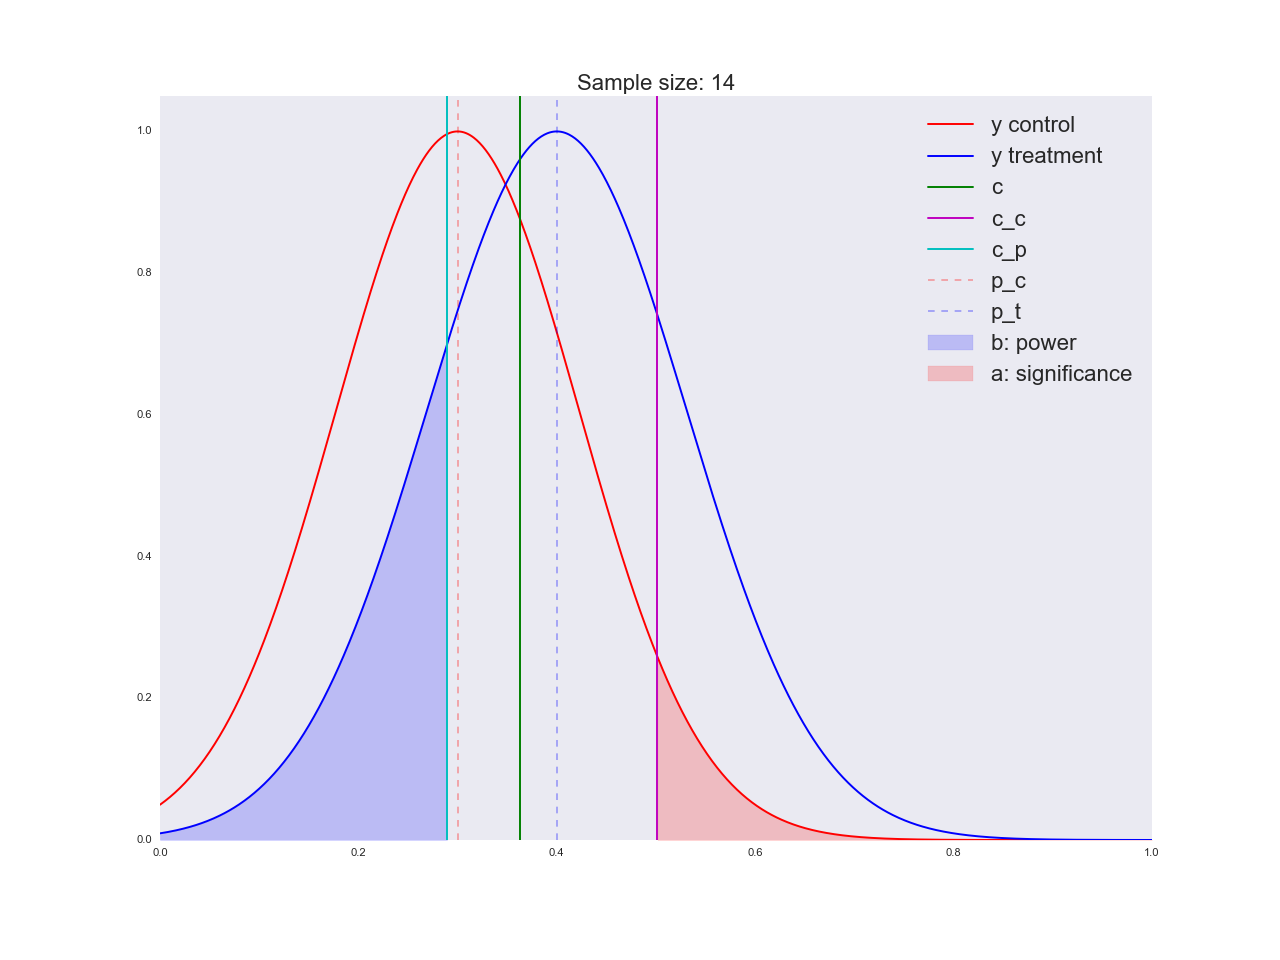 Sample size: 14
y control
y treatment
c
c_c
c_p
p_c
p_t
b: power
a: significance
1.0
0.8
0.6
0.4
0.2
0.0
0.0 0.2 0.4 0.6 0.8 1.0